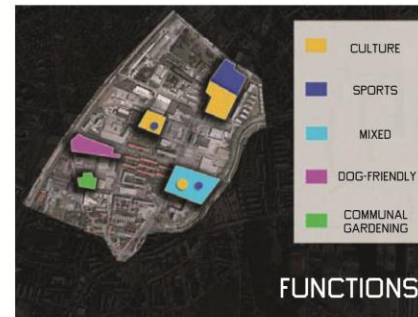 CULTURE
SPORTS
MIXED
DOG-FRIENDLY
COMMUNAL
GARDENING
FUNCTIONS